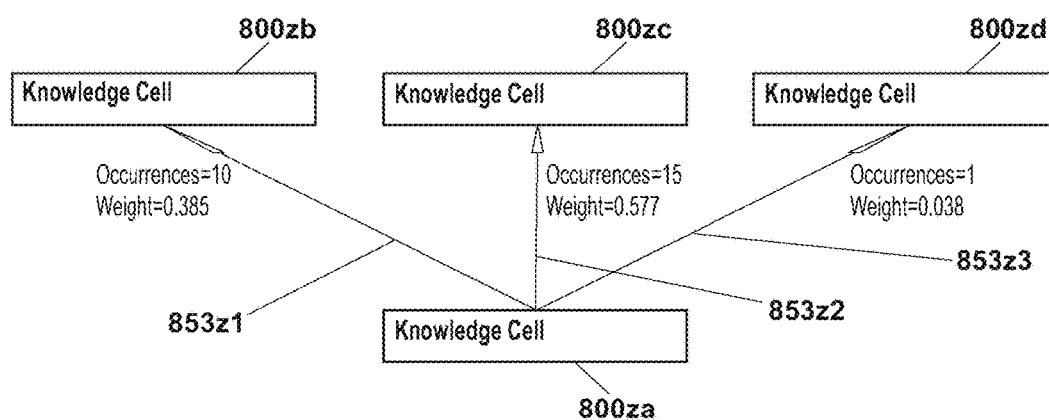 800zb
800zc
800zd
Knowledge Cell
Knowledge Cell
Knowledge Cell
Occurrences=10
Weight=0.385
Occurrences=15
Weight=0.577
Occurrences=1
Weight=0.038
853z3
853z2
853z1
Knowledge Cell
800za